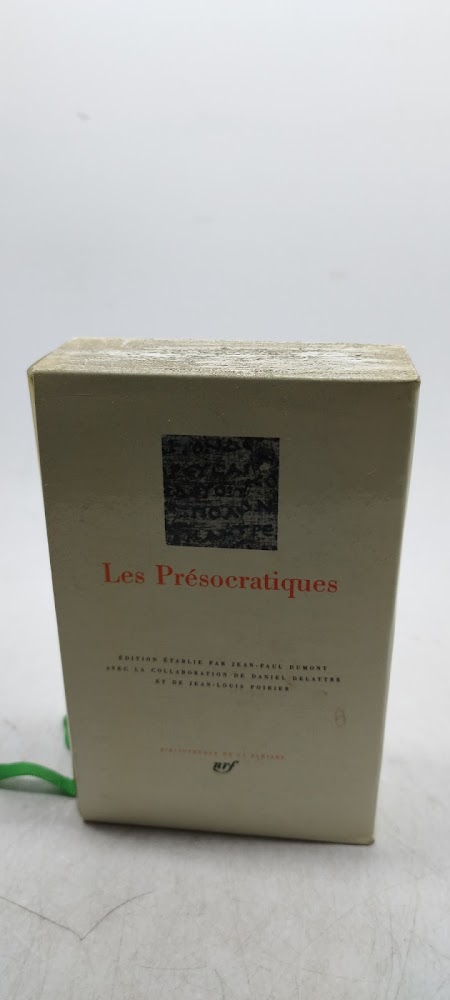 Les Présocratiques
ÉDITION ÉTABLIE PAR JEAN-PAUL DUMONT
AVEC LA COLLABORATION DE DANIEL DELATTRE
ET DE JEAN-LOUIS POIRIER
BIBLIOTHÈQUE DE LA PLÉIADE
nrf